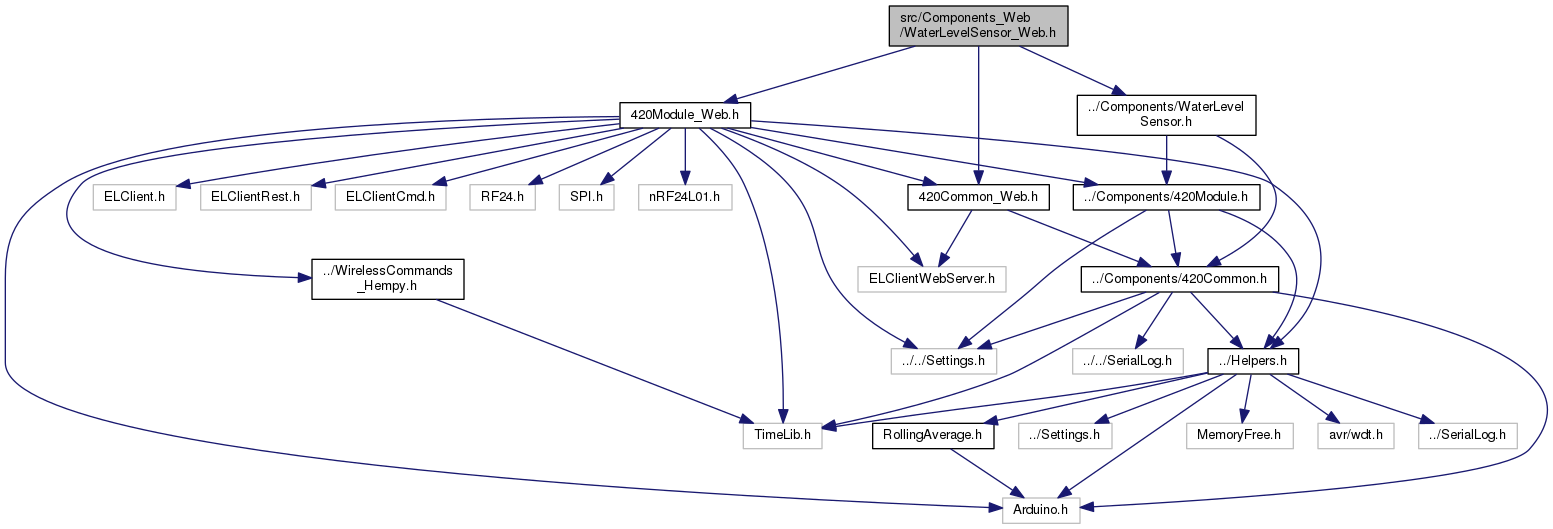 src/Components_Web
/WaterLevelSensor_Web.h
420Module_Web.h
../Components/WaterLevel
Sensor.h
ELClient.h
ELClientRest.h
ELClientCmd.h
RF24.h
SPI.h
nRF24L01.h
420Common_Web.h
../Components/420Module.h
../WirelessCommands
_Hempy.h
ELClientWebServer.h
../Components/420Common.h
../../Settings.h
../../SerialLog.h
../Helpers.h
TimeLib.h
RollingAverage.h
../Settings.h
MemoryFree.h
avr/wdt.h
../SerialLog.h
Arduino.h